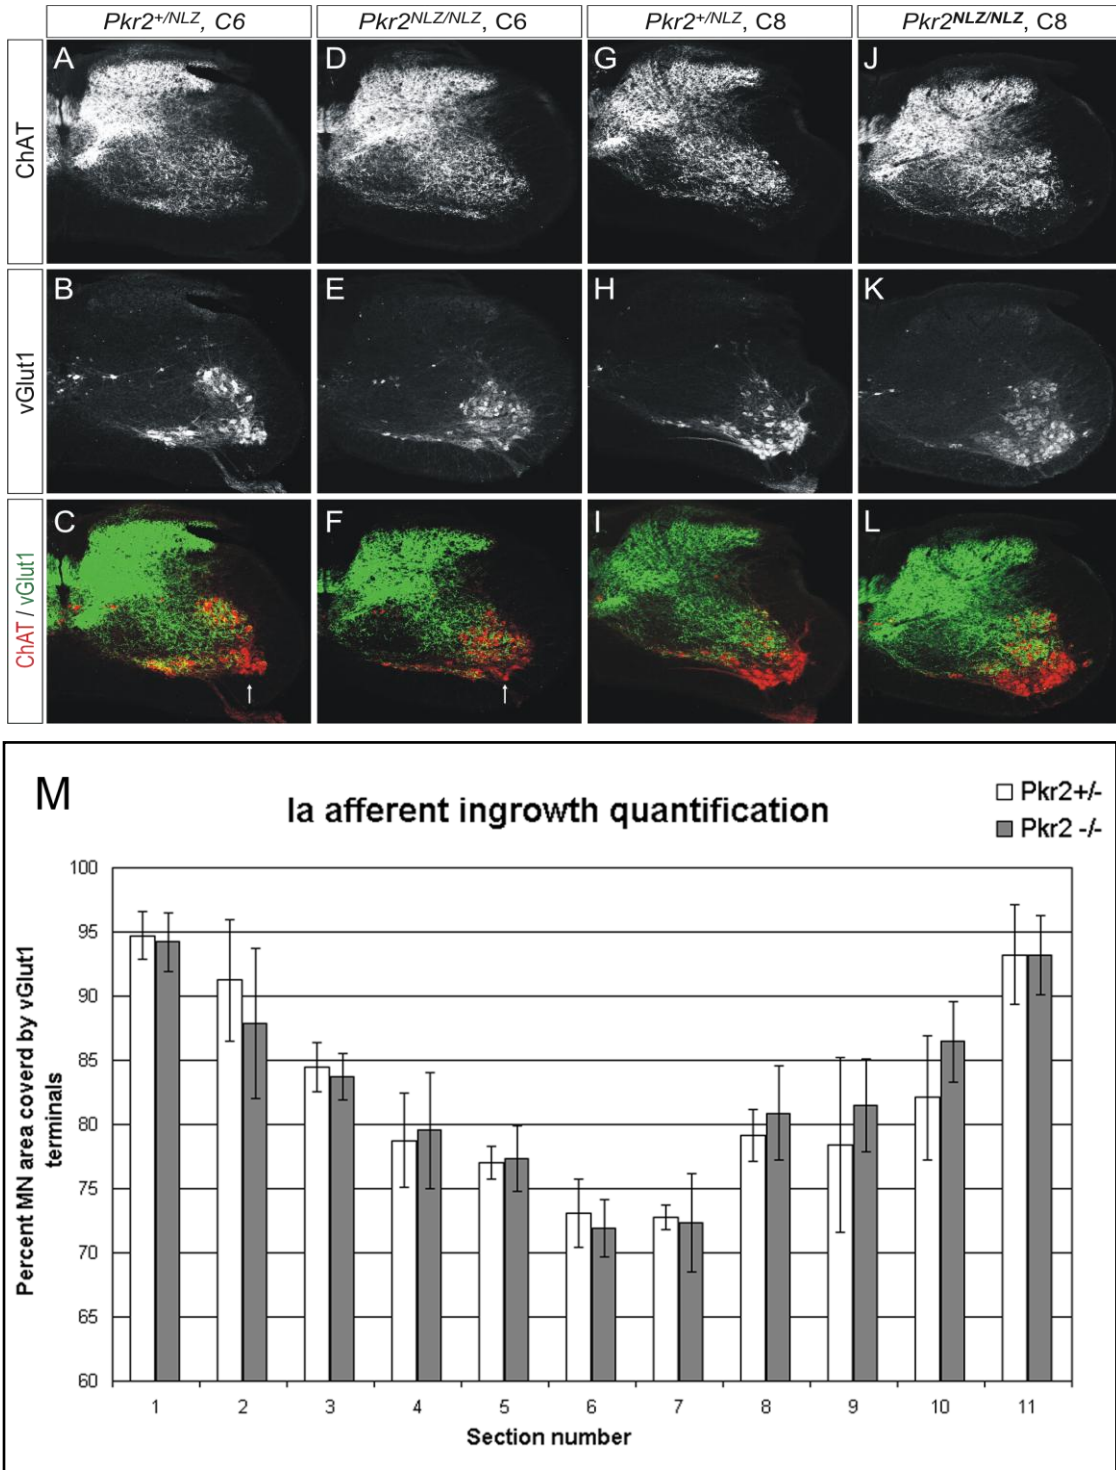 Pkr2+/NLZ, C6 Pkr2NLZ/NLZ, C6 Pkr2+/NLZ, C8 Pkr2NLZ/NLZ, C8
ChAT
A D G J
vGlut1
B E H K
ChAT / vGlut1
C F I L
M
Ia afferent ingrowth quantification
Pkr2+/-
Pkr2 -/-
Percent MN area coverd by vGlut1
terminals
100
95
90
85
80
75
70
65
60
1 2 3 4 5 6 7 8 9 10 11
Section number